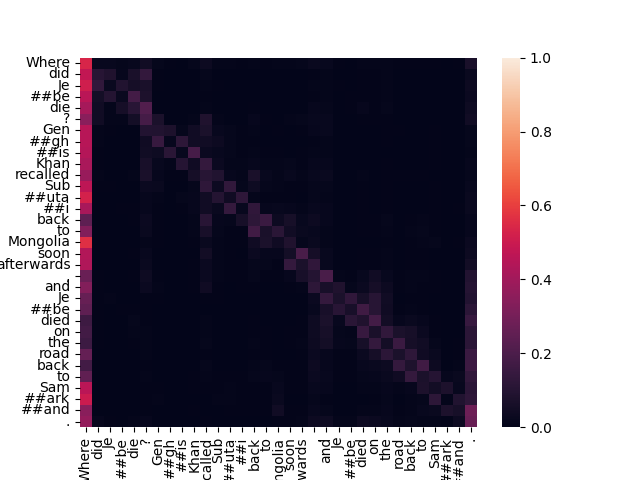 Where
did
Je
##be
die
?
Gen
##gh
##is
Khan
recalled
Sub
##uta
##i
back
to
Mongolia
soon
afterwards
,
and
Je
##be
died
on
the
road
back
to
Sam
##ark
##and
.
Where
did
Je
##be
die
?
Gen
##gh
##is
Khan
called
Sub
##uta
##i
back
to
ngolia
soon
wards
,
and
Je
##be
died
on
the
road
back
to
Sam
##ark
##and
.
1.0
0.8
0.6
0.4
0.2
0.0